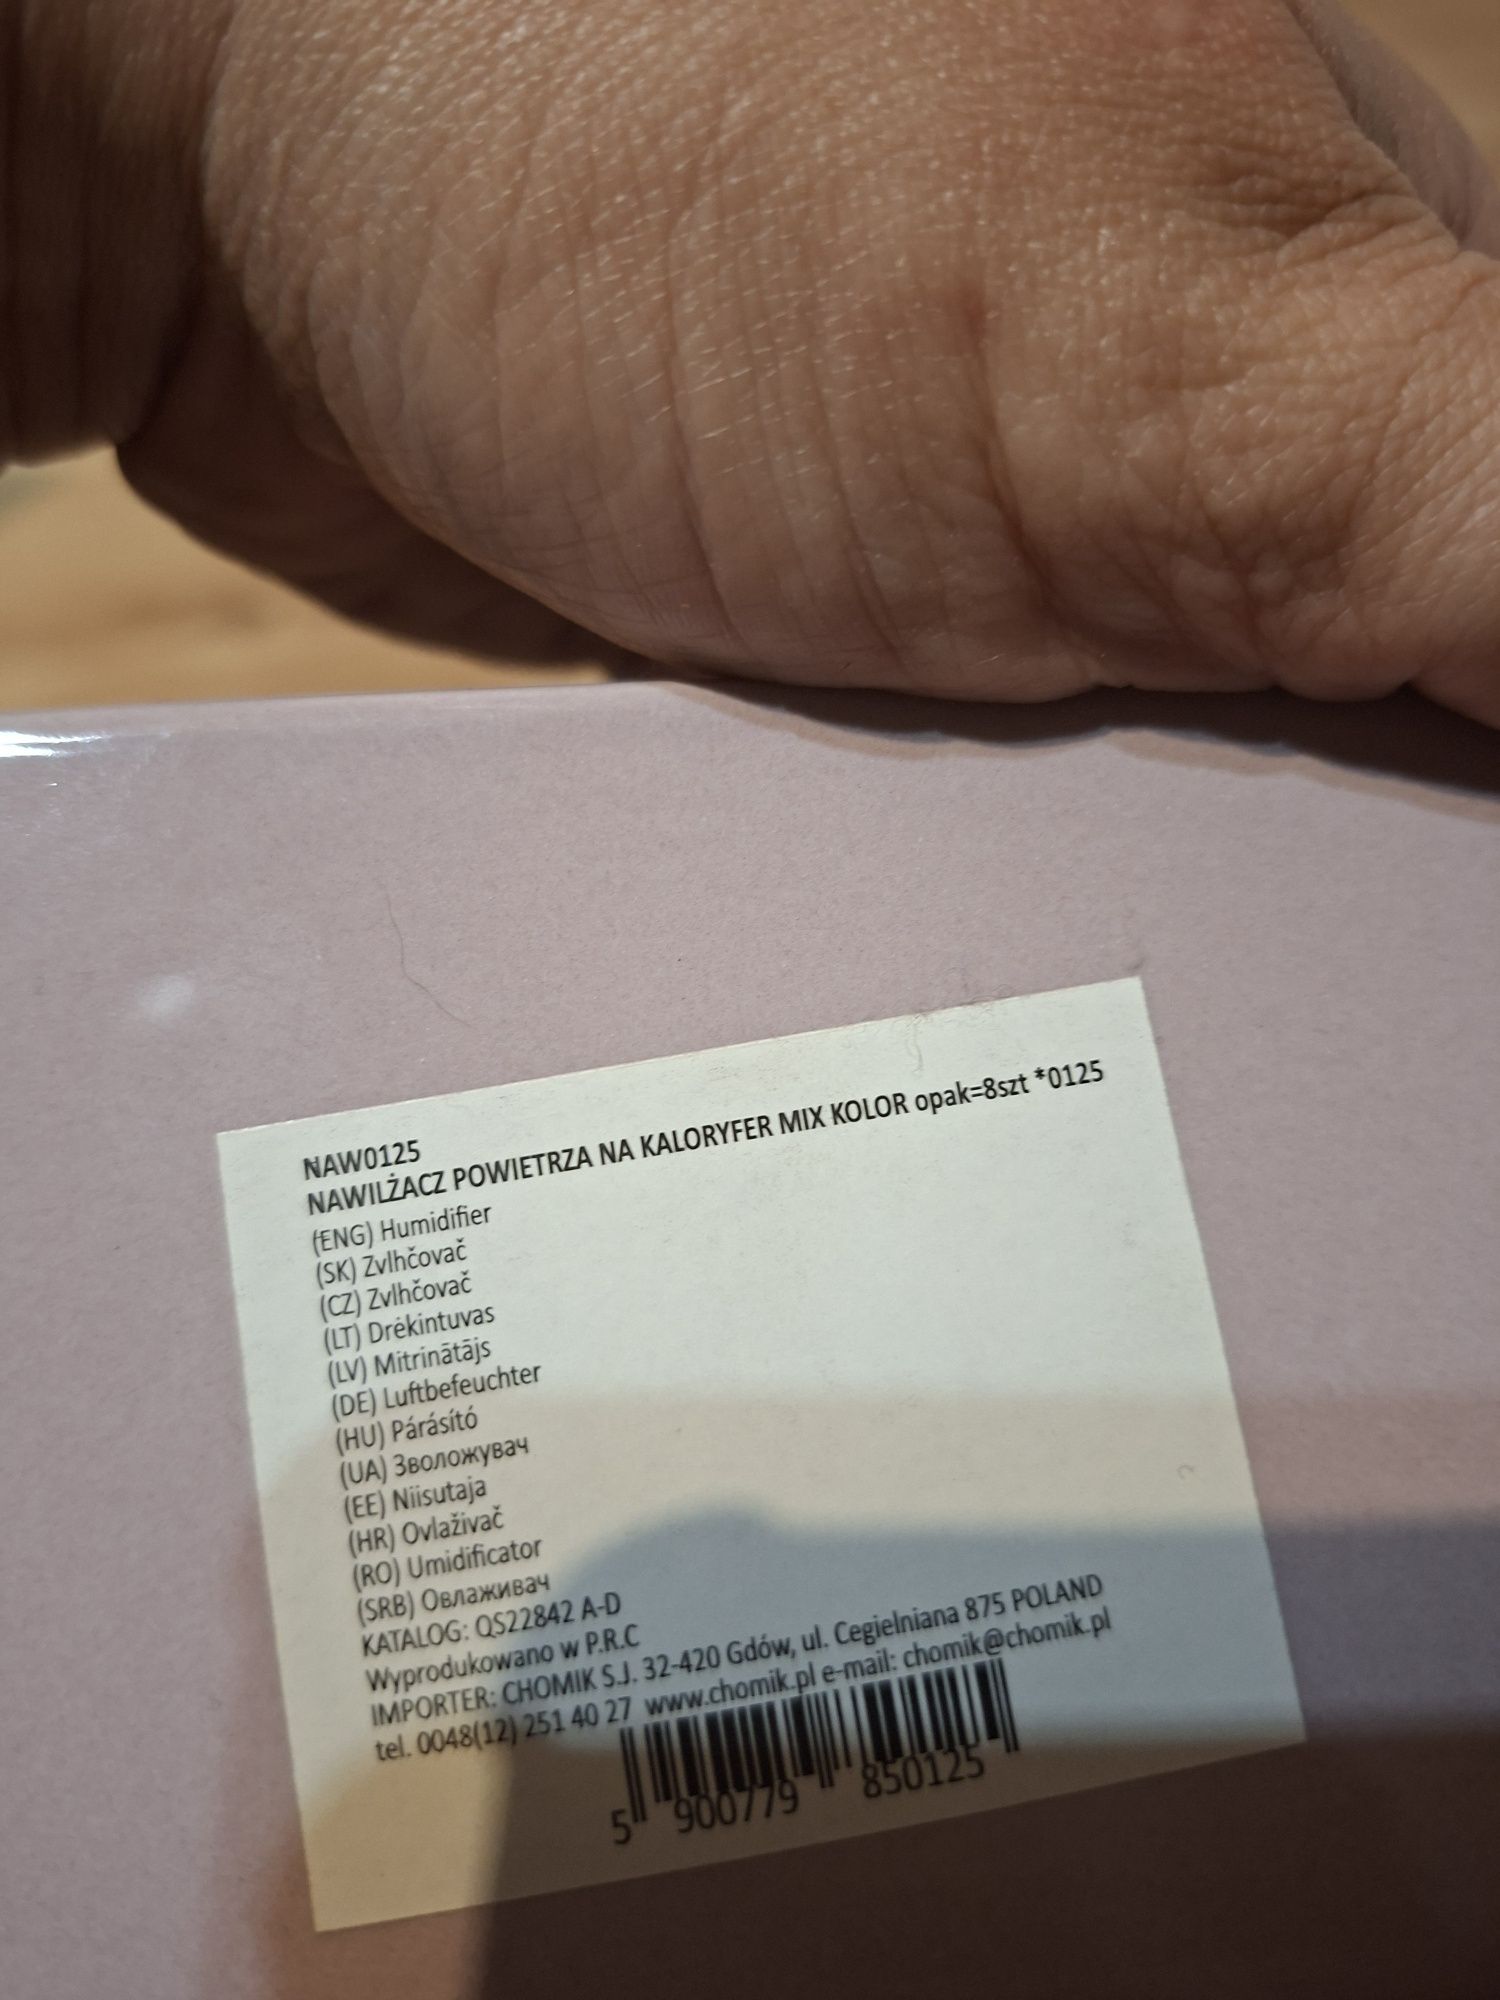 NAW0125
NAWILŻACZ POWIETRZA NA KALORYFER MIX KOLOR opak=8szt *0125
(ENG) Humidifier
(SK) Zvlhčovač
(CZ) Zvlhčovač
(LT) Drėkintuvas
(LV) Mitrinātājs
(DE) Luftbefeuchter
(HU) Párásító
(UA) Зволожувач
(EE) Niisutaja
(HR) Ovlaživač
(RO) Umidificator
(SRB) Овлаживач
KATALOG: QS22842 A-D
Wyprodukowano w P.R.C
IMPORTER: CHOMIK S.J. 32-420 Gdów, ul. Cegielniana 875 POLAND
tel. 0048(12) 251 40 27 www.chomik.pl e-mail: chomik@chomik.pl
5 900779 850125